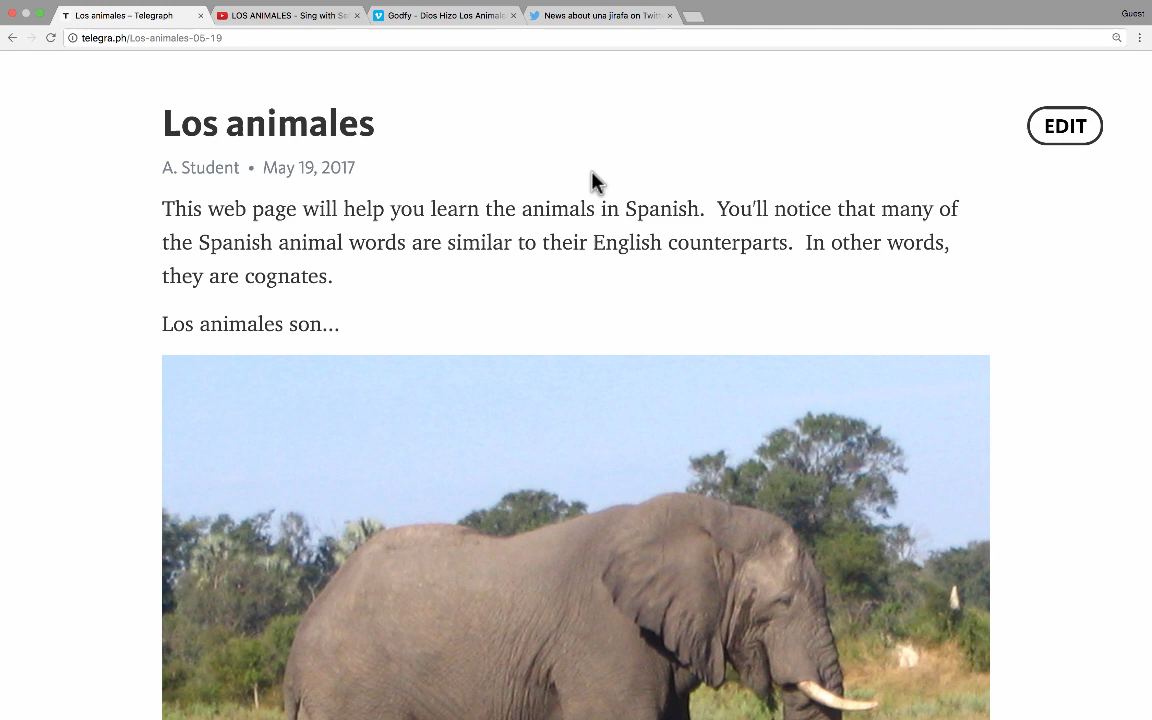 Los animales – Telegraph
LOS ANIMALES - Sing with Se
Godfy - Dios Hizo Los Animale
News about una jirafa on Twitt
Guest
telegra.ph/Los-animales-05-19
Los animales
EDIT
A. Student • May 19, 2017
This web page will help you learn the animals in Spanish.  You'll notice that many of
the Spanish animal words are similar to their English counterparts.  In other words,
they are cognates.
Los animales son...